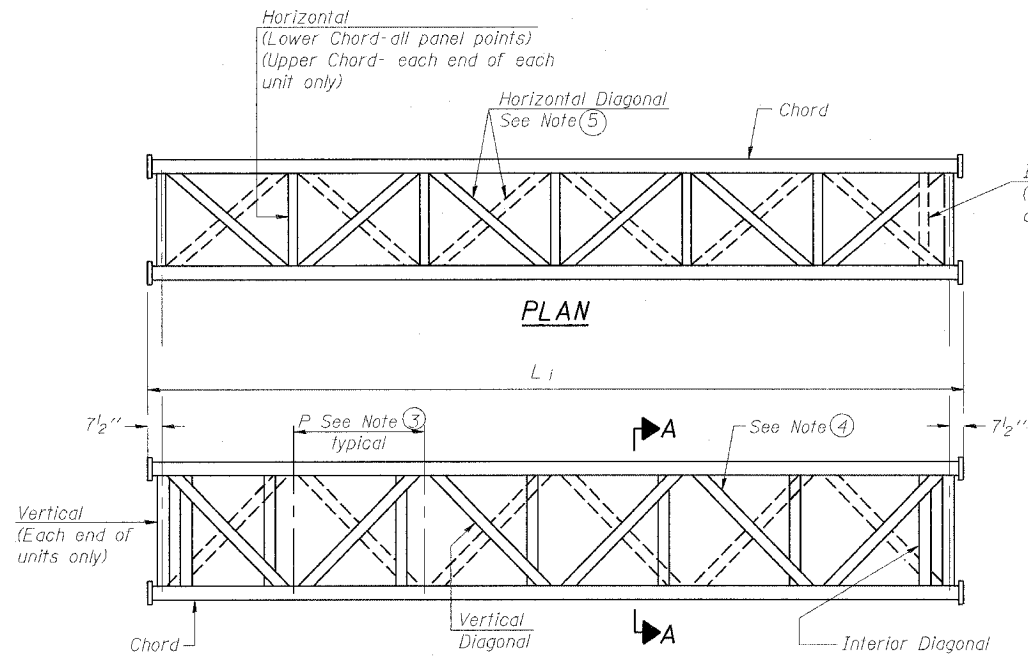 Horizontal
(Lower Chord-all panel points)
(Upper Chord- each end of each
unit only)
Horizontal Diagonal
See Note 5
Chord
PLAN
L i
7½"
P See Note 3
typical
A
See Note 4
7½"
Vertical
(Each end of
units only)
Chord
Vertical
Diagonal
A
Interior Diagonal